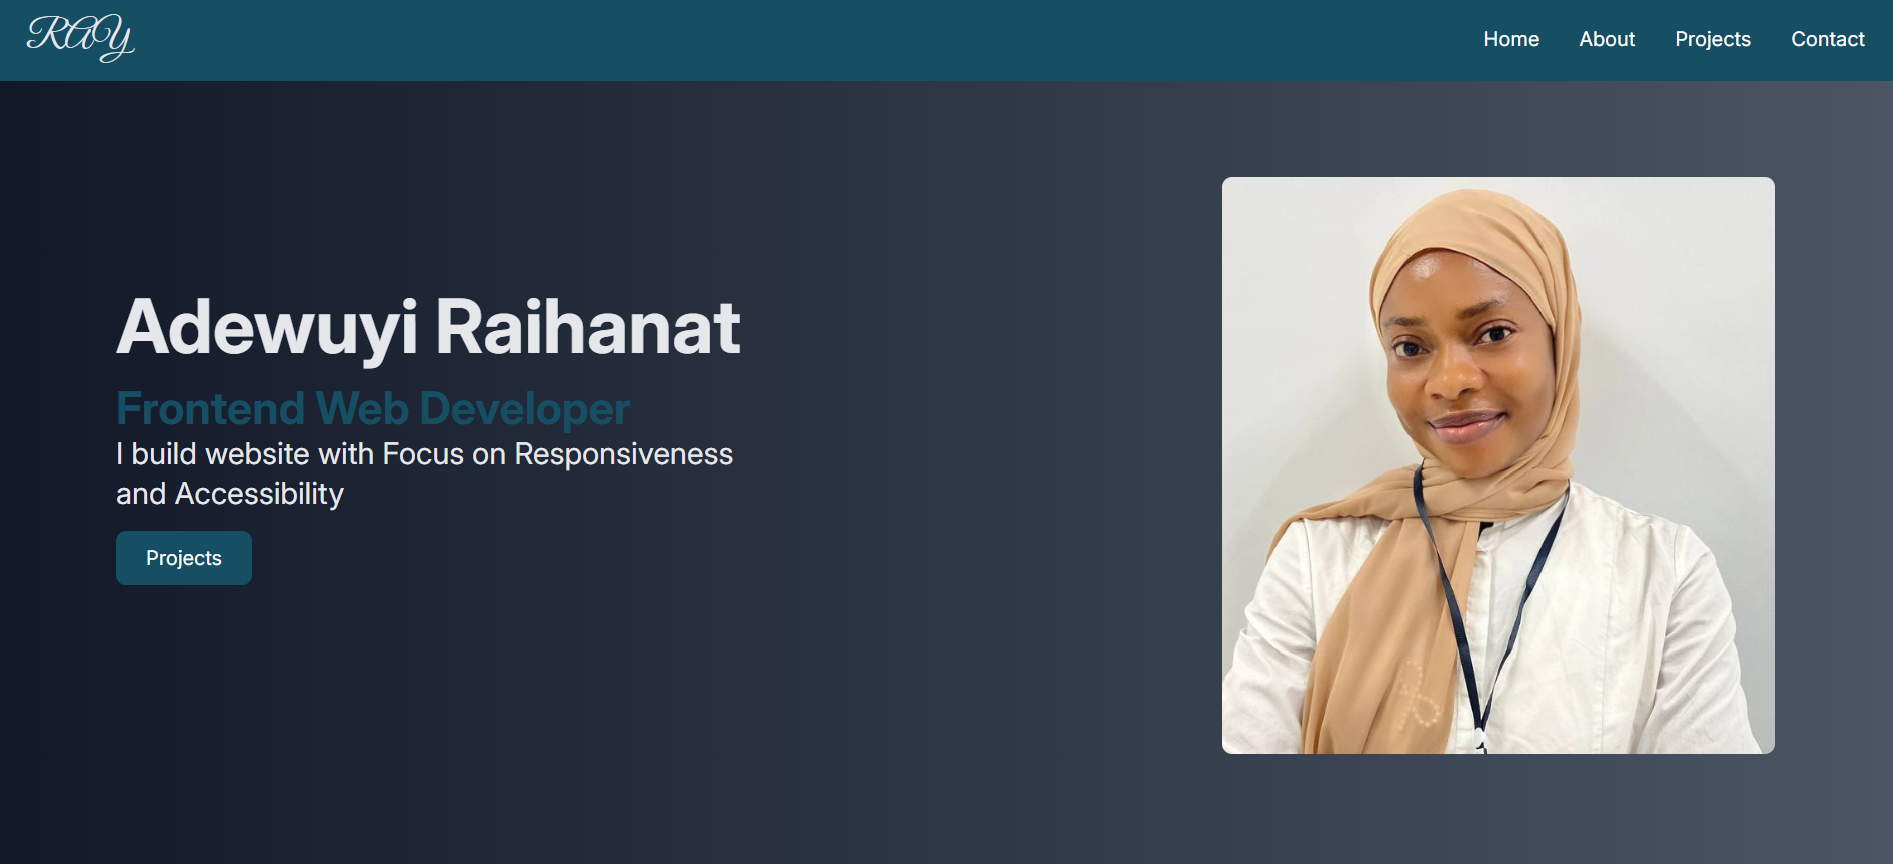 RAY
Home About Projects Contact
Adewuyi Raihanat
Frontend Web Developer
I build website with Focus on Responsiveness
and Accessibility
Projects